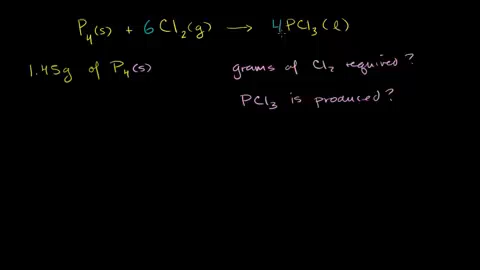 P₄(s) + 6Cl₂(g) → 4PCl₃(l)
1.45g of P₄(s) grams of Cl₂ required?
PCl₃ is produced?